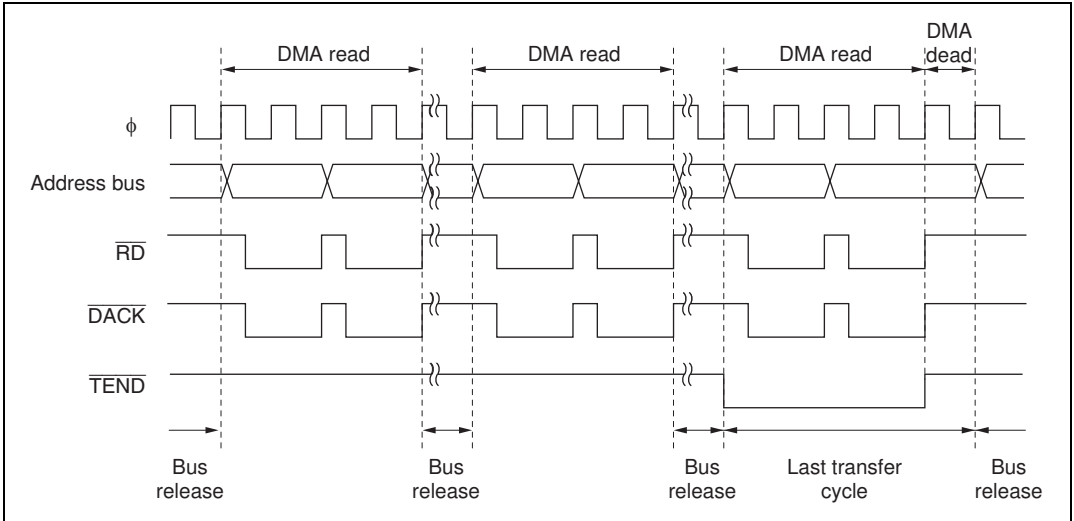 DMA read
DMA read
DMA read
DMA
dead
ϕ
Address bus
RD
DACK
TEND
Bus
release
Bus
release
Bus
release
Last transfer
cycle
Bus
release